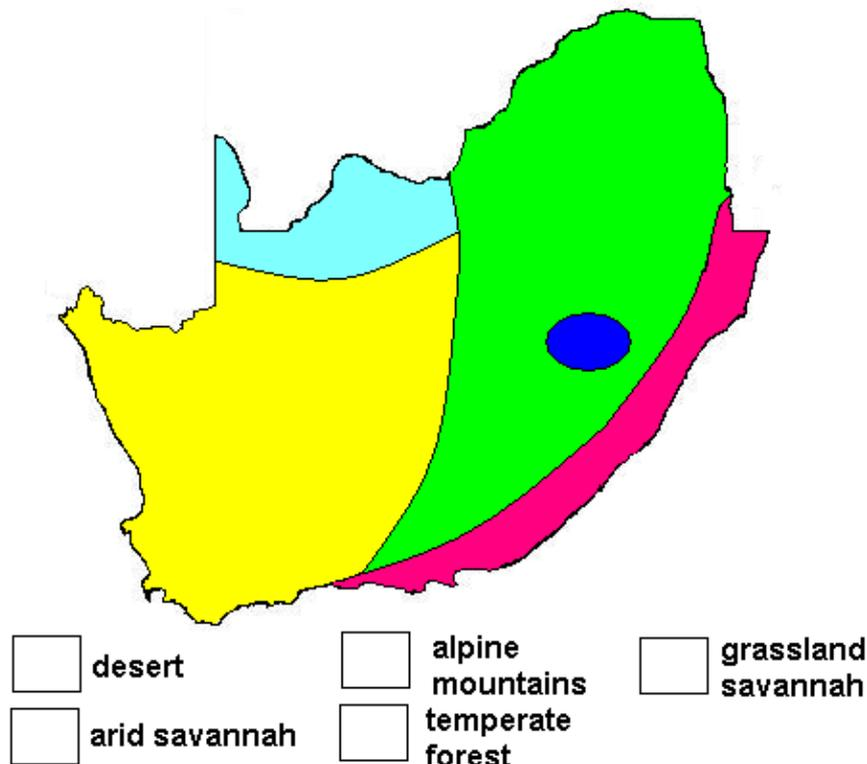 desert
alpine
mountains
grassland
savannah
arid savannah
temperate
forest